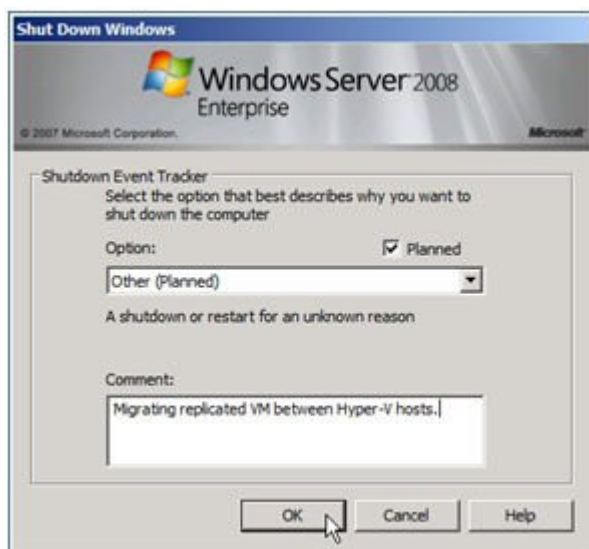 Shut Down Windows
Windows Server 2008
Enterprise
© 2007 Microsoft Corporation.
Microsoft
Shutdown Event Tracker
Select the option that best describes why you want to
shut down the computer
Option:
Planned
Other (Planned)
A shutdown or restart for an unknown reason
Comment:
Migrating replicated VM between Hyper-V hosts.
OK
Cancel
Help